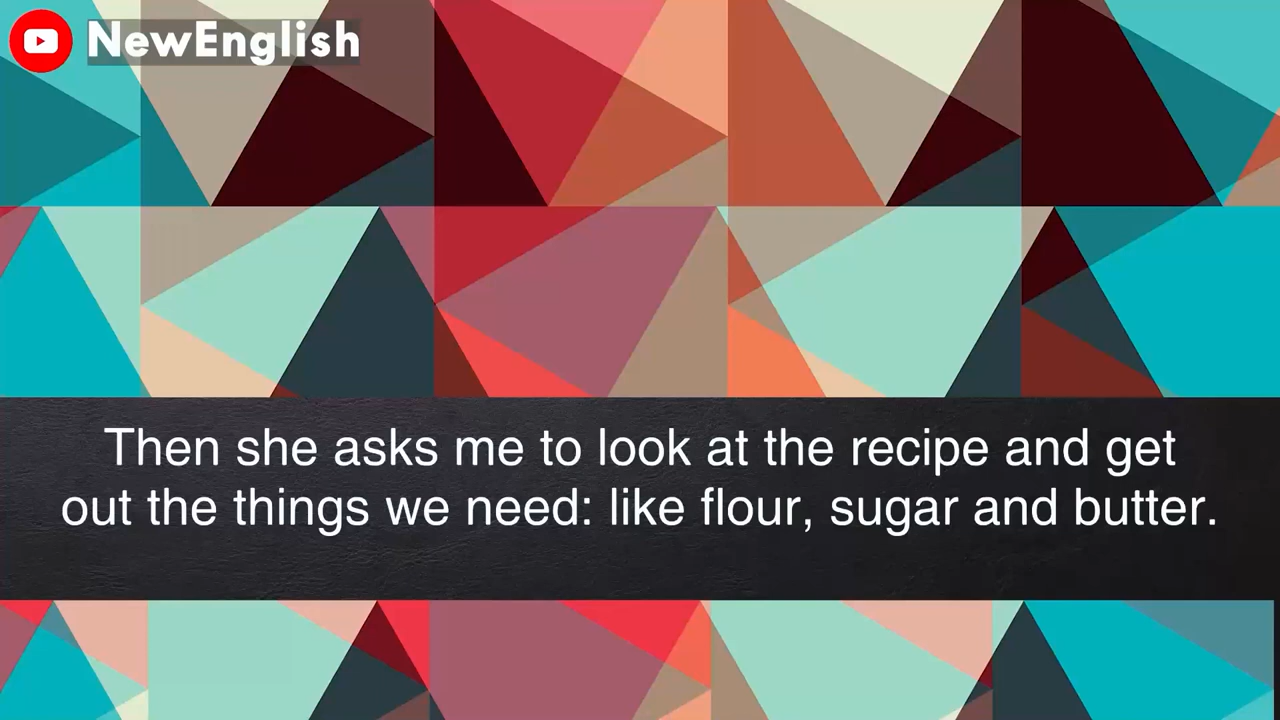 NewEnglish
Then she asks me to look at the recipe and get
out the things we need: like flour, sugar and butter.